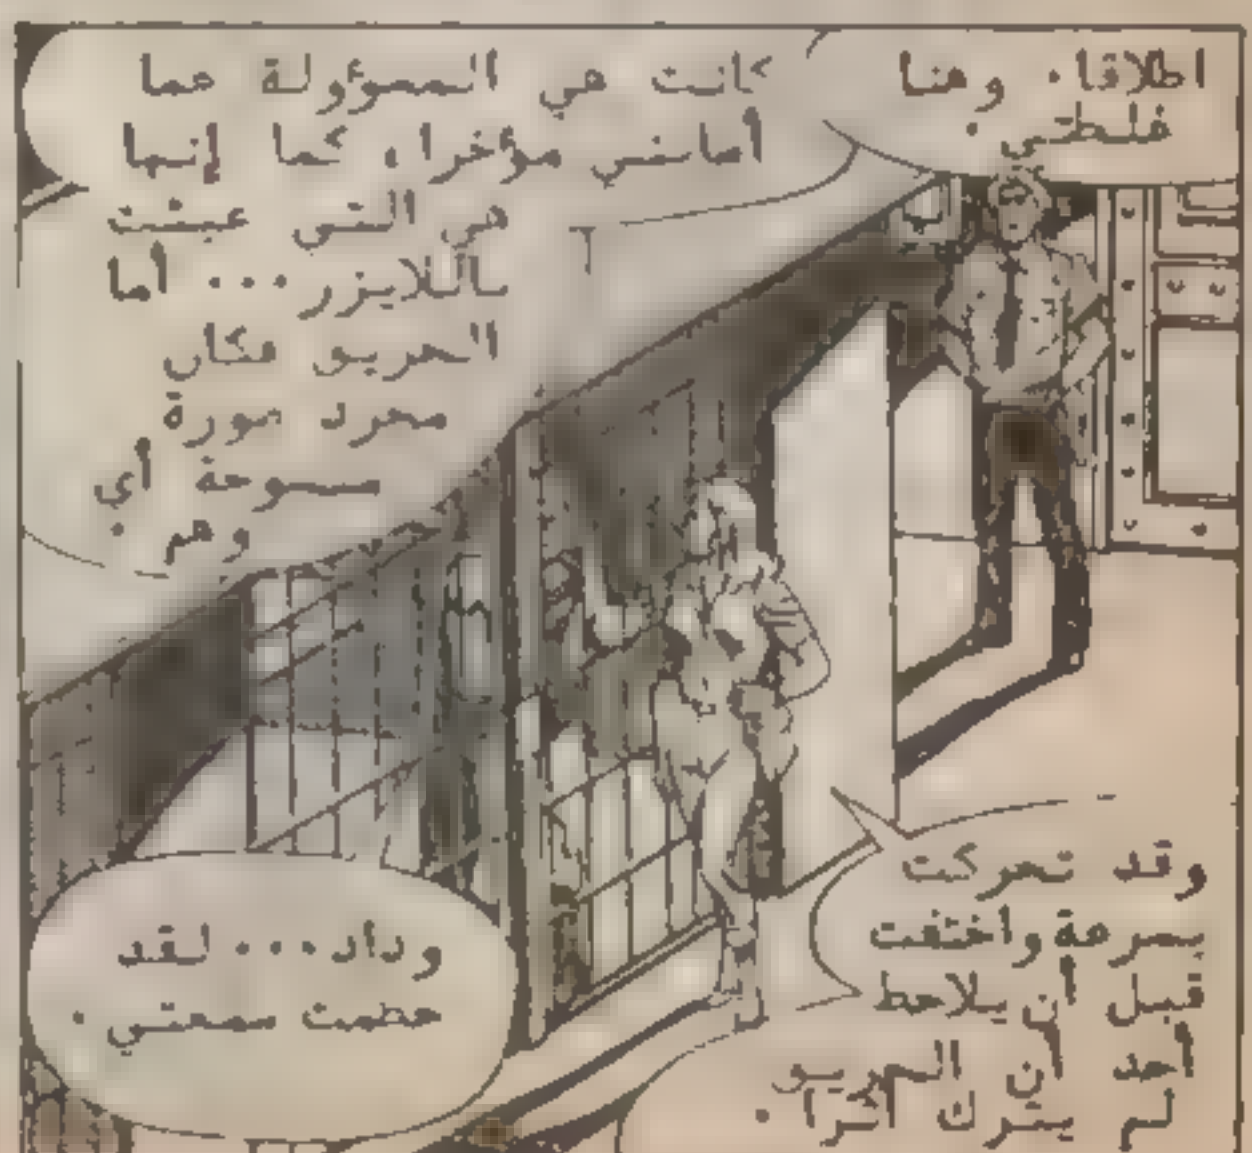 اطلاقا. وهنا
غلطتي.
كانت هي المسؤولة عما
أصابني مؤخرا. كما إنها
هي التي عبثت
بالليزر... أما
الحريق فكان
مجرد صورة
أي
وهم.
وقد تحركت
بسرعة واختفت
قبل أن يلاحظ
أحد أن الحريق
لم يترك أثرا.
وداد... لقد
حطمت سمعتي.